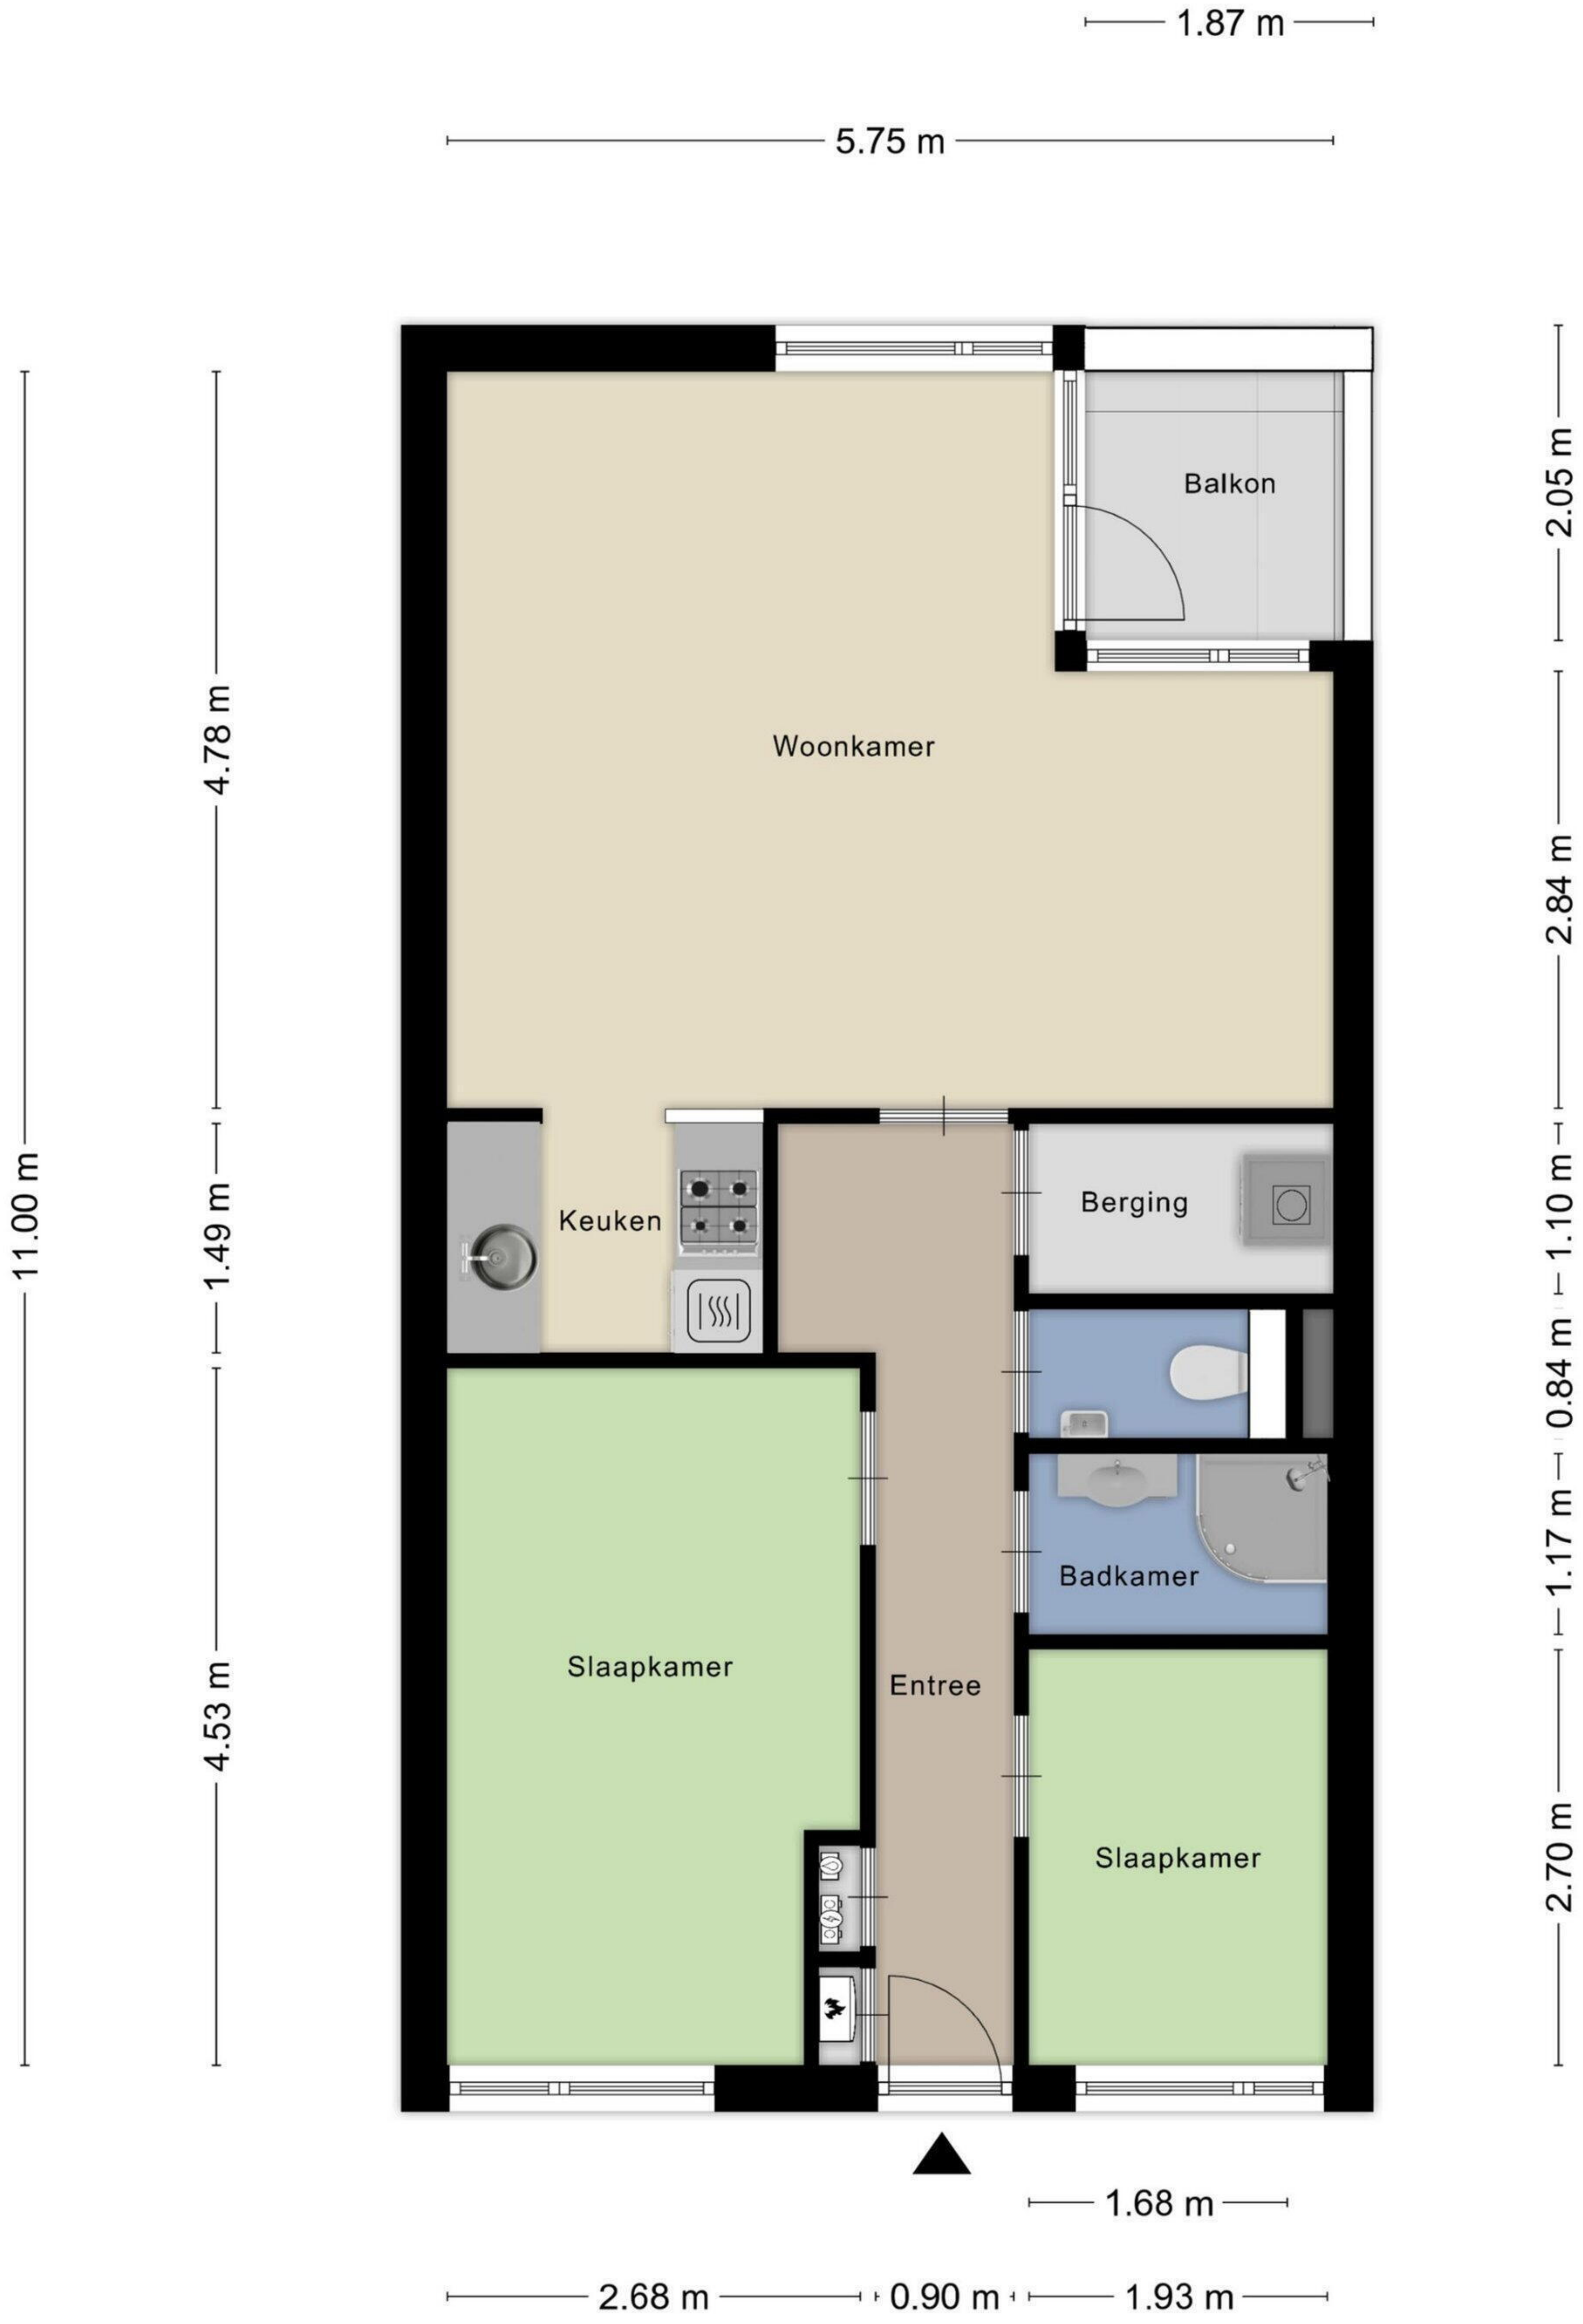 1.87 m
5.75 m
Balkon
2.05 m
4.78 m
Woonkamer
2.84 m
11.00 m
1.49 m
Keuken
Berging
1.10 m
0.84 m
Badkamer
1.17 m
4.53 m
Slaapkamer
Entree
Slaapkamer
2.70 m
1.68 m
2.68 m
0.90 m
1.93 m